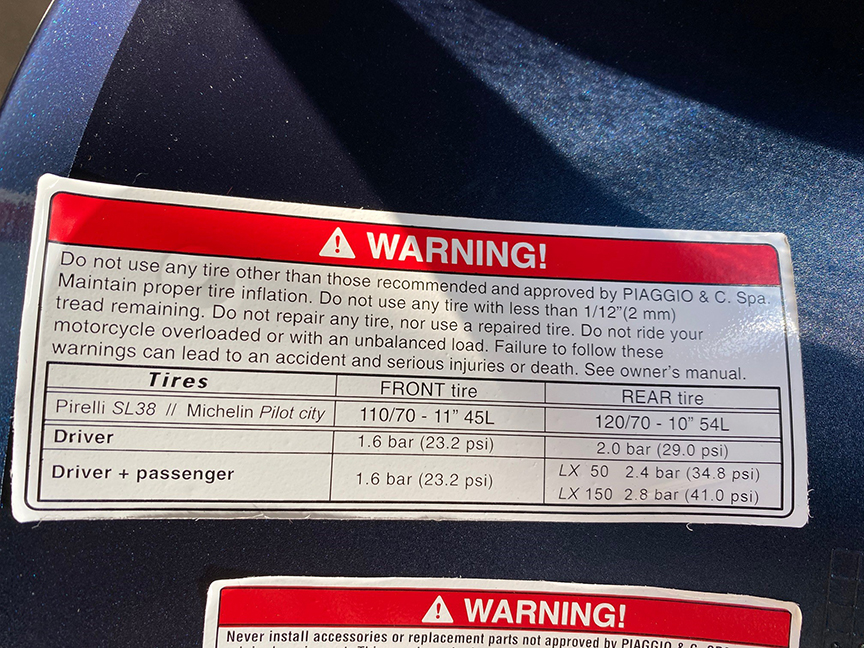 WARNING!
Do not use any tire other than those recommended and approved by PIAGGIO & C. Spa.
Maintain proper tire inflation. Do not use any tire with less than 1/12"(2 mm)
tread remaining. Do not repair any tire, nor use a repaired tire. Do not ride your
motorcycle overloaded or with an unbalanced load. Failure to follow these
warnings can lead to an accident and serious injuries or death. See owner's manual.
Tires FRONT tire REAR tire
Pirelli SL38 // Michelin Pilot city 110/70 - 11" 45L 120/70 - 10" 54L
Driver 1.6 bar (23.2 psi) 2.0 bar (29.0 psi)
Driver + passenger 1.6 bar (23.2 psi) LX 50 2.4 bar (34.8 psi)
LX 150 2.8 bar (41.0 psi)
WARNING!
Never install accessories or replacement parts not approved by PIAGGIO & C.